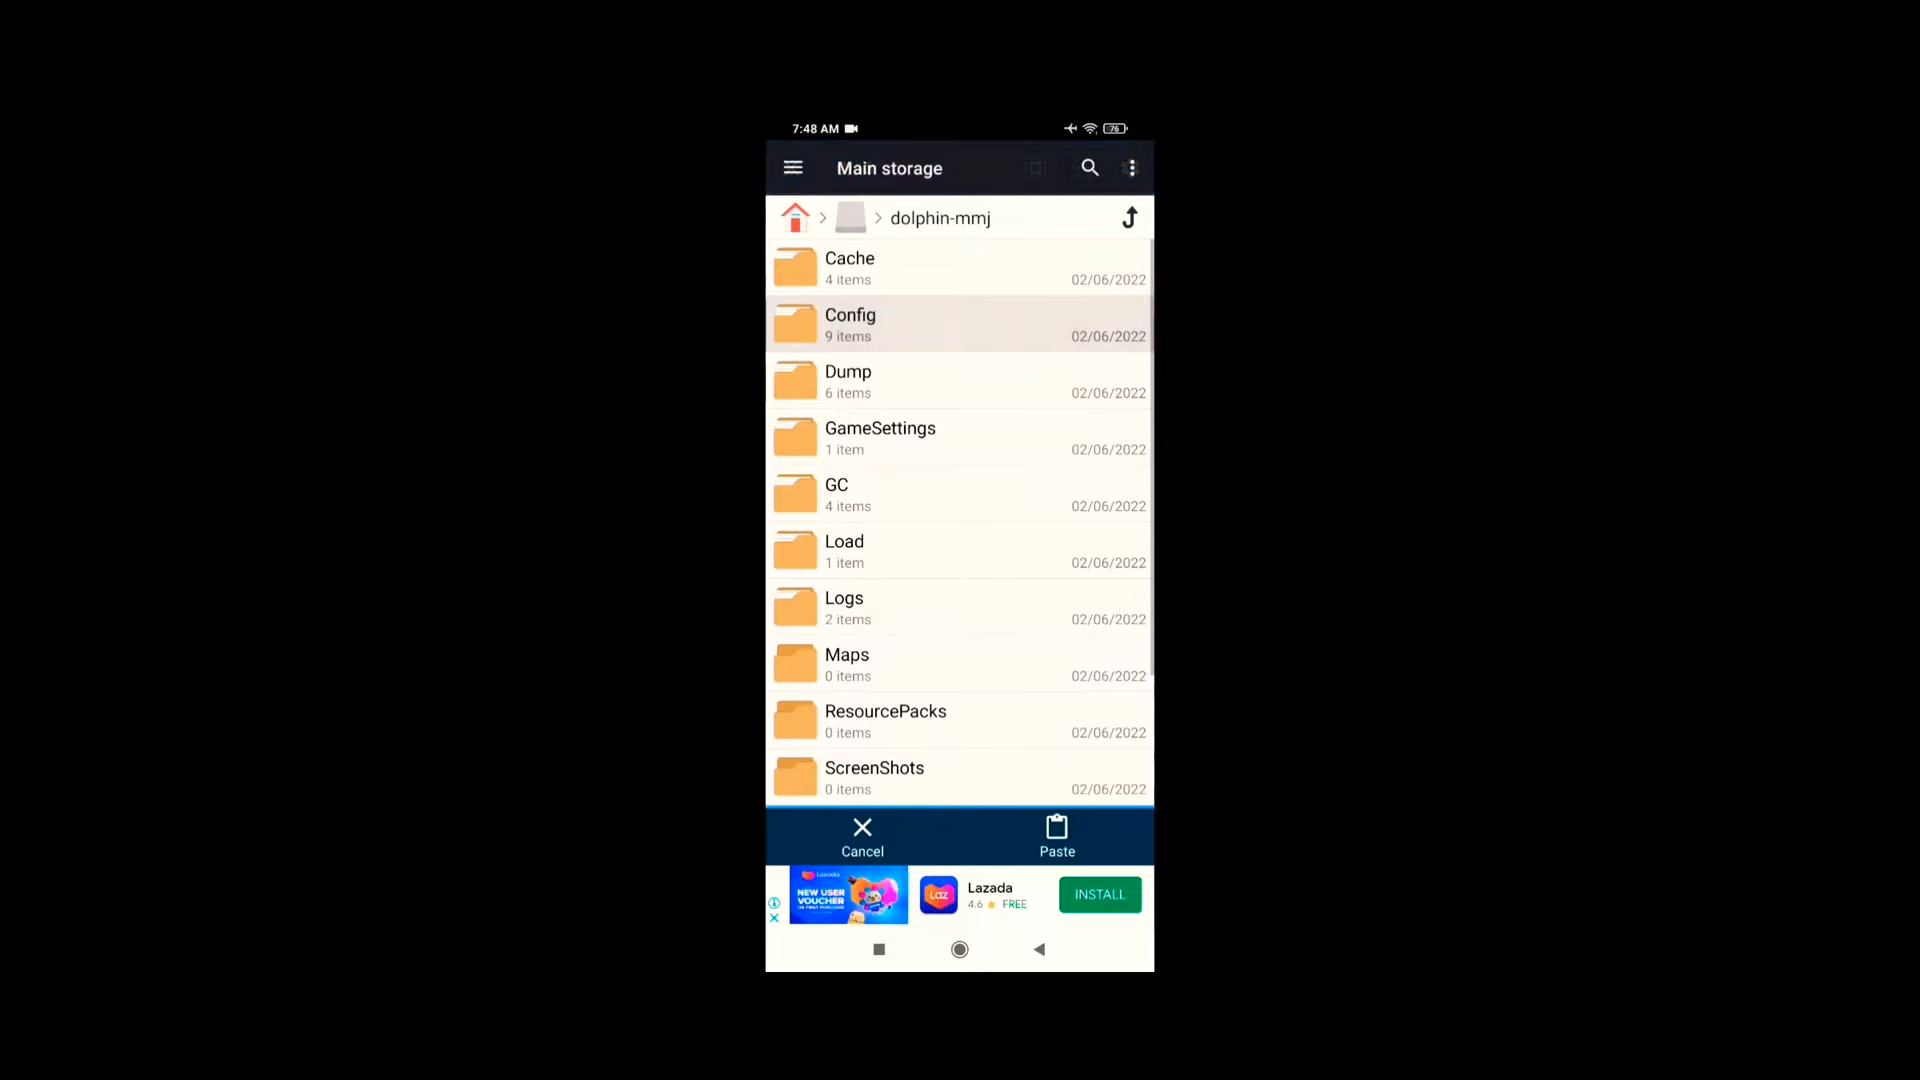 7:48 AM
76
Main storage
dolphin-mmj
Cache
4 items
02/06/2022
Config
9 items
02/06/2022
Dump
6 items
02/06/2022
GameSettings
1 item
02/06/2022
GC
4 items
02/06/2022
Load
1 item
02/06/2022
Logs
2 items
02/06/2022
Maps
0 items
02/06/2022
ResourcePacks
0 items
02/06/2022
ScreenShots
0 items
02/06/2022
Cancel
Paste
Lazada
NEW USER
VOUCHER
Laz
Lazada
4.6 ★ FREE
INSTALL